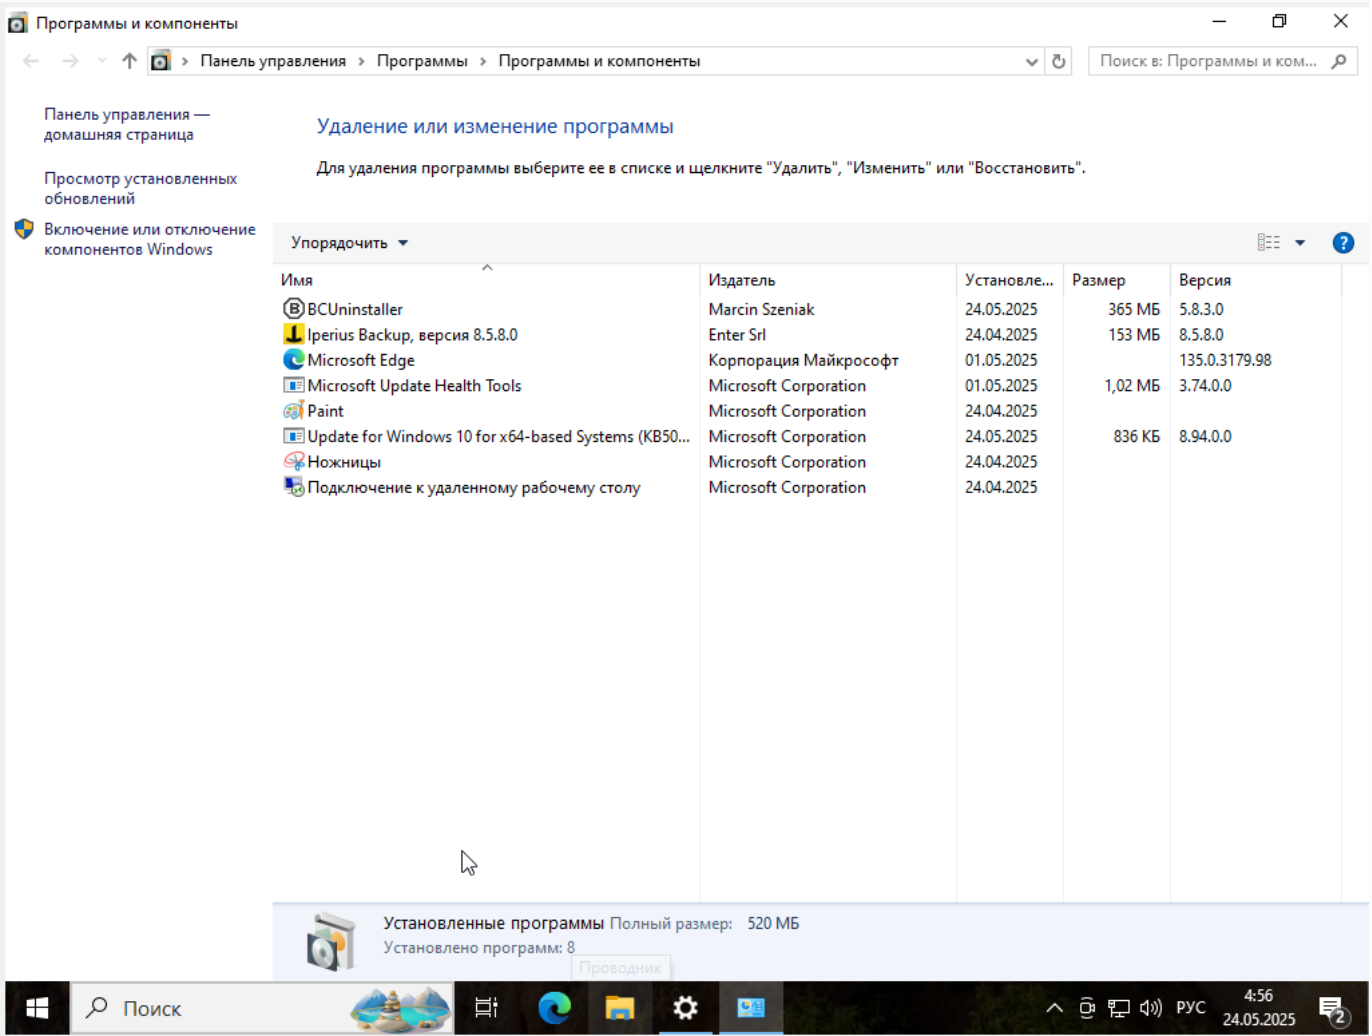 Программы и компоненты
Панель управления > Программы > Программы и компоненты
Поиск в: Программы и ком...
Панель управления —
домашняя страница
Просмотр установленных
обновлений
Включение или отключение
компонентов Windows
Удаление или изменение программы
Для удаления программы выберите ее в списке и щелкните "Удалить", "Изменить" или "Восстановить".
Упорядочить
?
Имя Издатель Установле... Размер Версия
BCUninstaller Marcin Szeniak 24.05.2025 365 МБ 5.8.3.0
Iperius Backup, версия 8.5.8.0 Enter Srl 24.04.2025 153 МБ 8.5.8.0
Microsoft Edge Корпорация Майкрософт 01.05.2025 135.0.3179.98
Microsoft Update Health Tools Microsoft Corporation 01.05.2025 1,02 МБ 3.74.0.0
Paint Microsoft Corporation 24.04.2025
Update for Windows 10 for x64-based Systems (KB50... Microsoft Corporation 24.05.2025 836 КБ 8.94.0.0
Ножницы Microsoft Corporation 24.04.2025
Подключение к удаленному рабочему столу Microsoft Corporation 24.04.2025
Установленные программы Полный размер: 520 МБ
Установлено программ: 8
Проводник
Поиск
РУС
4:56
24.05.2025
2